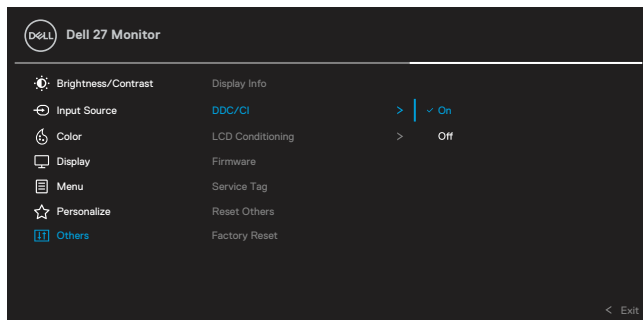 DELL Dell 27 Monitor
Brightness/Contrast Display Info
Input Source DDC/CI > ✓ On
Color LCD Conditioning > Off
Display Firmware
Menu Service Tag
Personalize Reset Others
Others Factory Reset
< Exit